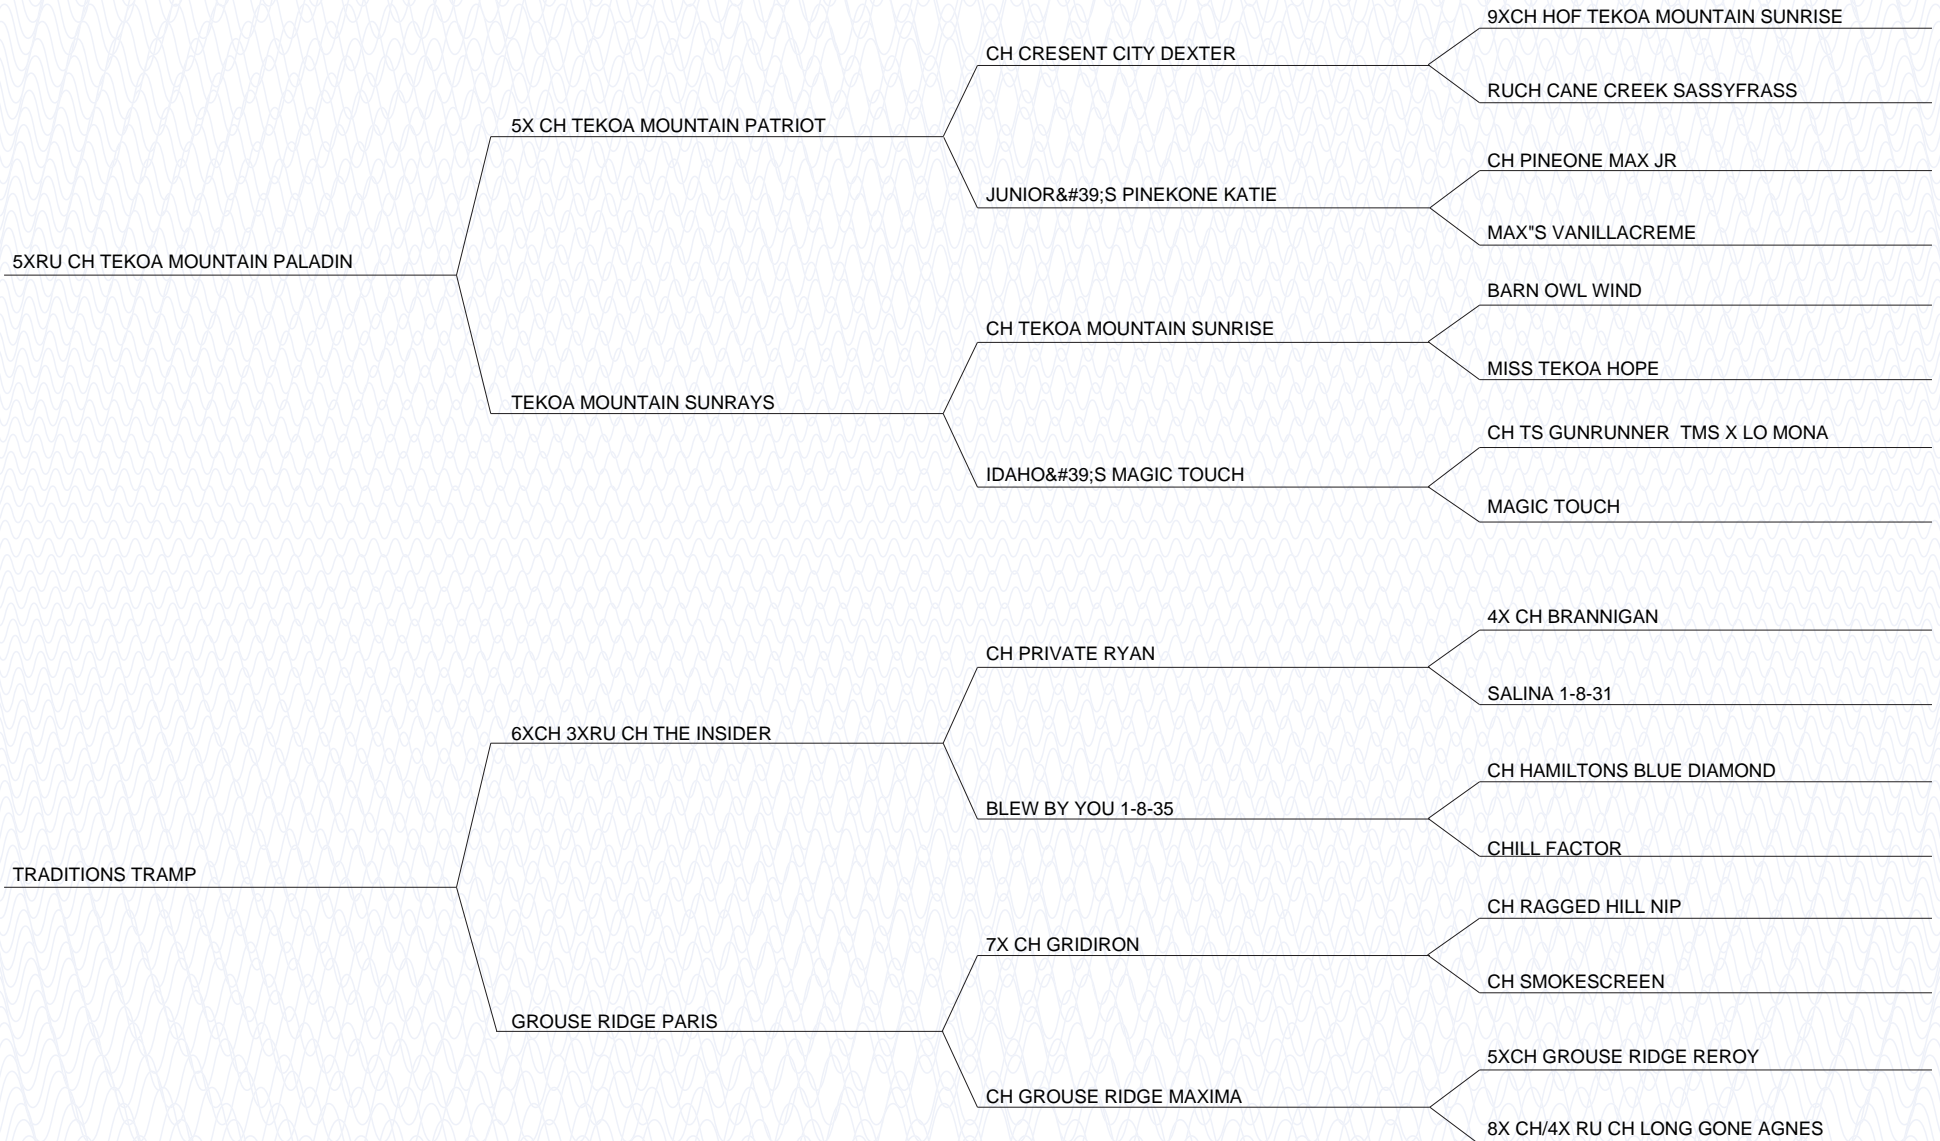 9XCH HOF TEKOA MOUNTAIN SUNRISE
CH CRESENT CITY DEXTER
RUCH CANE CREEK SASSYFRASS
5X CH TEKOA MOUNTAIN PATRIOT
CH PINEONE MAX JR
JUNIOR&#39;S PINEKONE KATIE
MAX"S VANILLACREME
5XRU CH TEKOA MOUNTAIN PALADIN
BARN OWL WIND
CH TEKOA MOUNTAIN SUNRISE
MISS TEKOA HOPE
TEKOA MOUNTAIN SUNRAYS
CH TS GUNRUNNER  TMS X LO MONA
IDAHO&#39;S MAGIC TOUCH
MAGIC TOUCH
4X CH BRANNIGAN
CH PRIVATE RYAN
SALINA 1-8-31
6XCH 3XRU CH THE INSIDER
CH HAMILTONS BLUE DIAMOND
BLEW BY YOU 1-8-35
CHILL FACTOR
TRADITIONS TRAMP
CH RAGGED HILL NIP
7X CH GRIDIRON
CH SMOKESCREEN
GROUSE RIDGE PARIS
5XCH GROUSE RIDGE REROY
CH GROUSE RIDGE MAXIMA
8X CH/4X RU CH LONG GONE AGNES